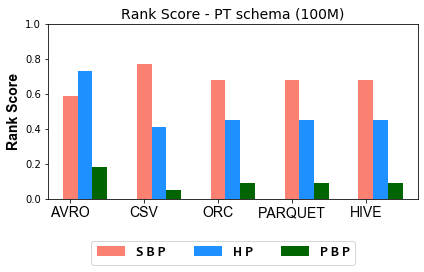 Rank Score - PT schema (100M)
Rank Score
1.0
0.8
0.6
0.4
0.2
0.0
AVRO CSV ORC PARQUET HIVE
S B P H P P B P